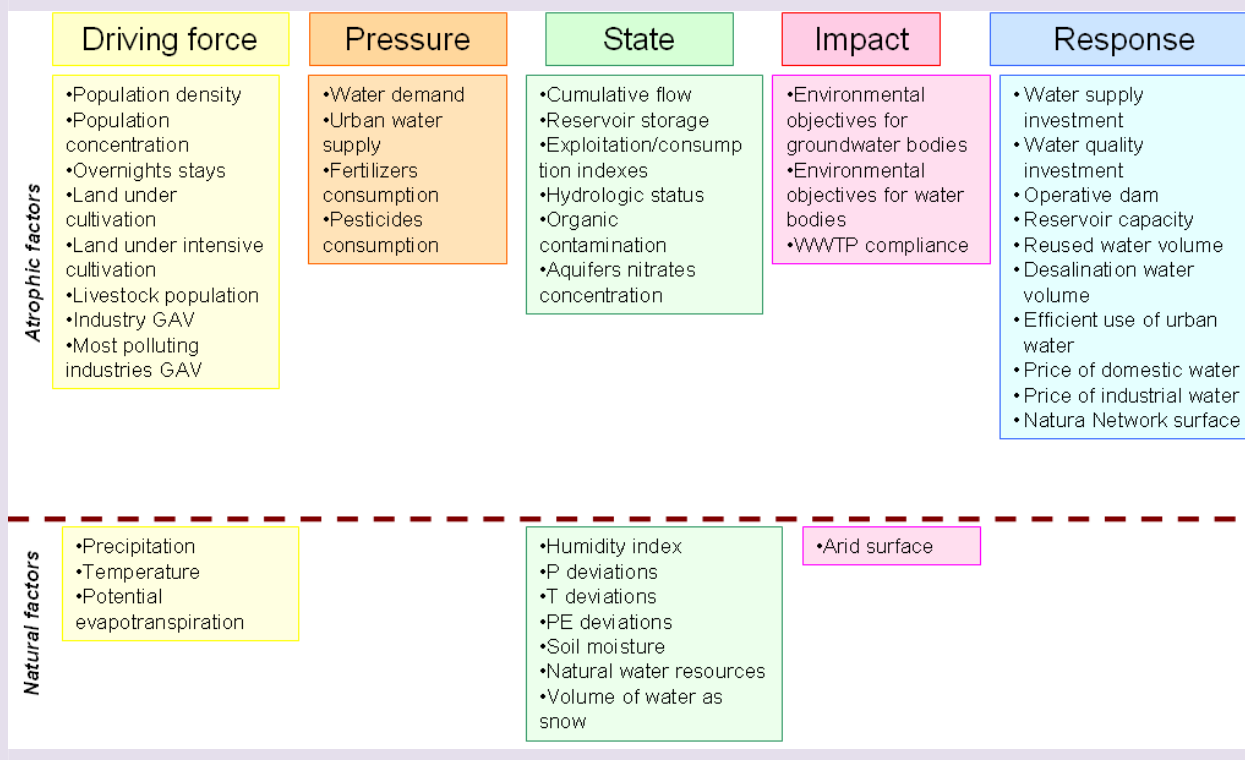 Driving force
Pressure
State
Impact
Response
Atrophic factors
•Population density
•Population
concentration
•Overnights stays
•Land under
cultivation
•Land under intensive
cultivation
•Livestock population
•Industry GAV
•Most polluting
industries GAV
•Water demand
•Urban water
supply
•Fertilizers
consumption
•Pesticides
consumption
•Cumulative flow
•Reservoir storage
•Exploitation/consump
tion indexes
•Hydrologic status
•Organic
contamination
•Aquifers nitrates
concentration
•Environmental
objectives for
groundwater bodies
•Environmental
objectives for water
bodies
•WWTP compliance
•Water supply
investment
•Water quality
investment
•Operative dam
•Reservoir capacity
•Reused water volume
•Desalination water
volume
•Efficient use of urban
water
•Price of domestic water
•Price of industrial water
•Natura Network surface
Natural factors
•Precipitation
•Temperature
•Potential
evapotranspiration
•Humidity index
•P deviations
•T deviations
•PE deviations
•Soil moisture
•Natural water resources
•Volume of water as
snow
•Arid surface